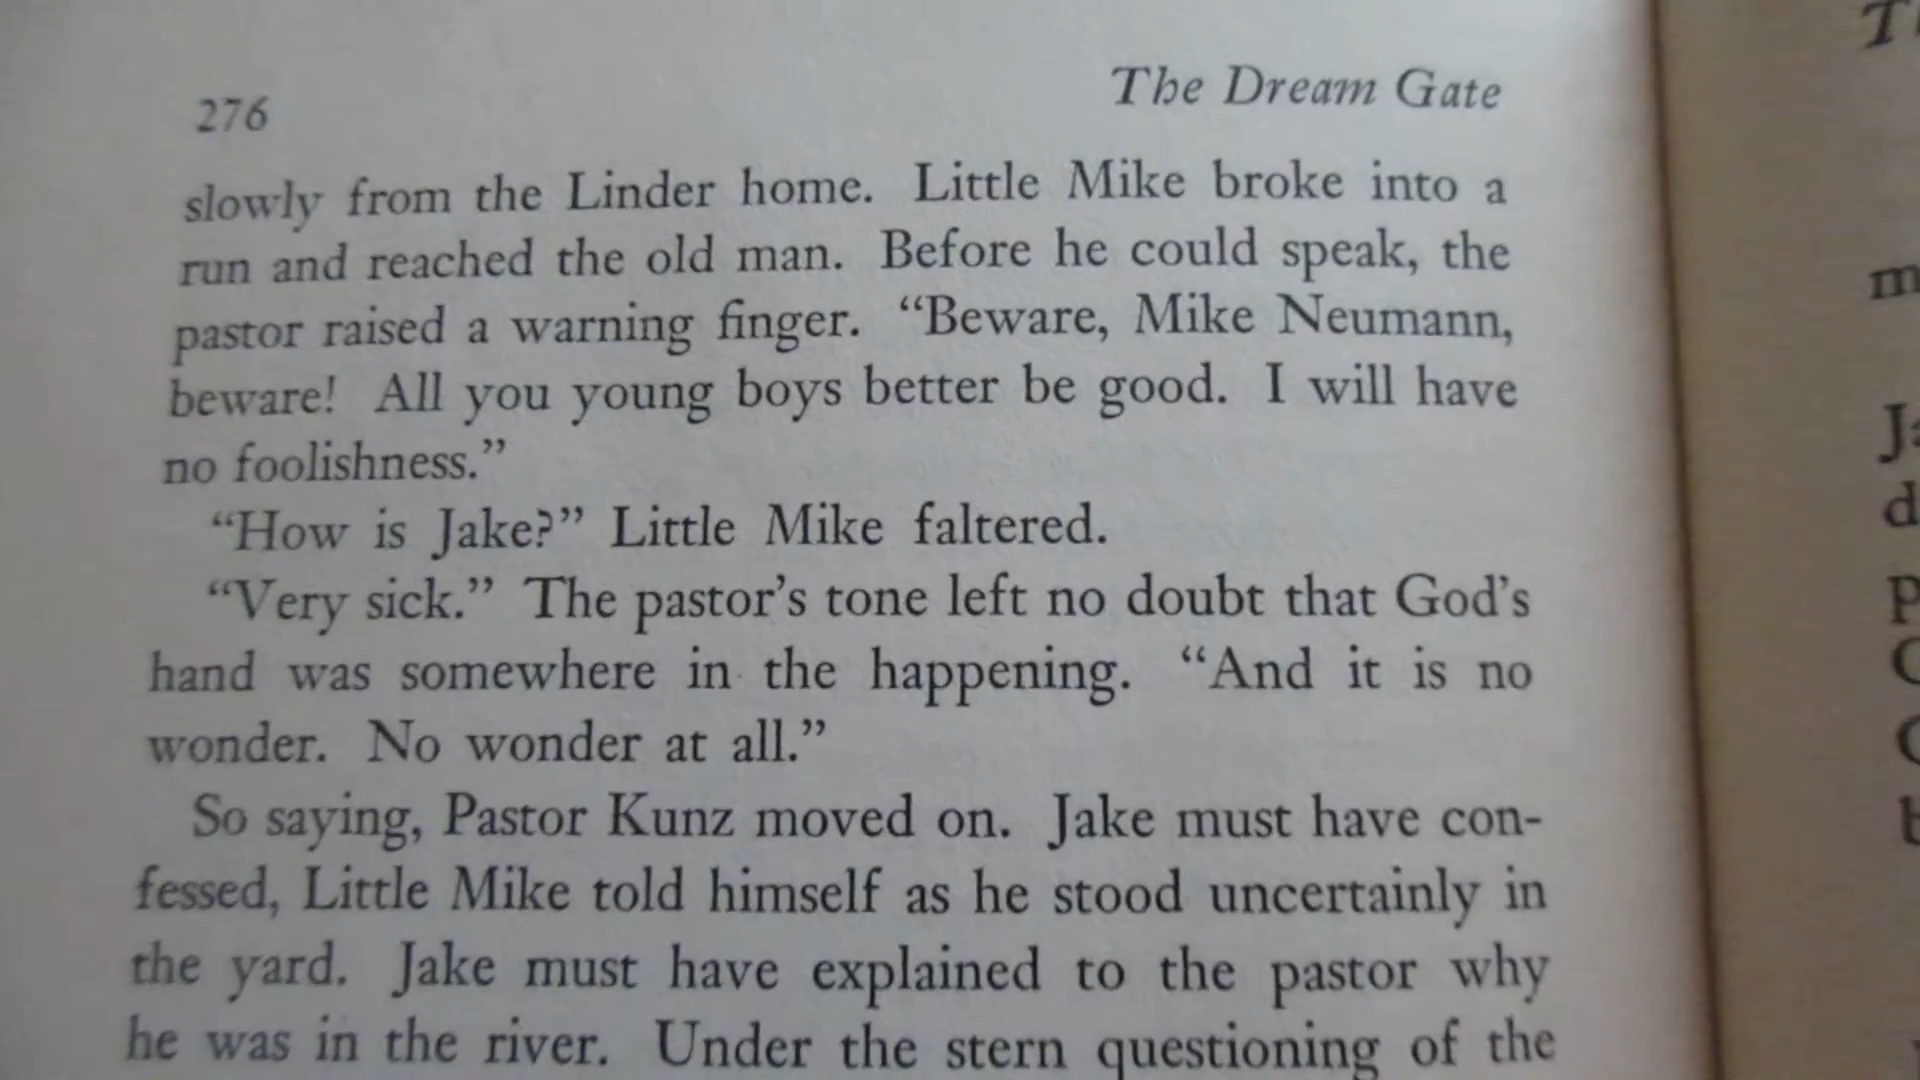 276
The Dream Gate
slowly from the Linder home. Little Mike broke into a
run and reached the old man. Before he could speak, the
pastor raised a warning finger. “Beware, Mike Neumann,
beware! All you young boys better be good. I will have
no foolishness.”
“How is Jake?” Little Mike faltered.
“Very sick.” The pastor’s tone left no doubt that God’s
hand was somewhere in the happening. “And it is no
wonder. No wonder at all.”
So saying, Pastor Kunz moved on. Jake must have con-
fessed, Little Mike told himself as he stood uncertainly in
the yard. Jake must have explained to the pastor why
he was in the river. Under the stern questioning of the